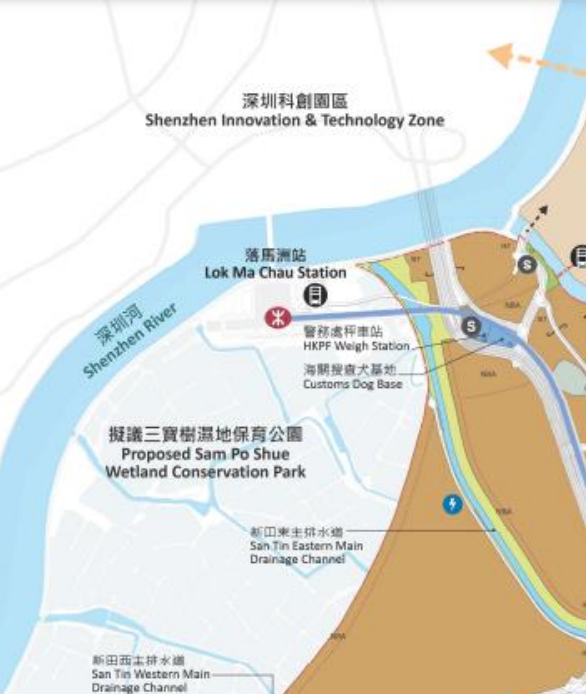 深圳科創園區
Shenzhen Innovation & Technology Zone
落馬洲站
Lok Ma Chau Station
深圳河
Shenzhen River
S
NBA
S
警務處秤車站
HKPF Weigh Station
海關搜查犬基地
Customs Dog Base
擬議三寶樹濕地保育公園
Proposed Sam Po Shue
Wetland Conservation Park
新田東主排水道
San Tin Eastern Main
Drainage Channel
新田西主排水道
San Tin Western Main
Drainage Channel